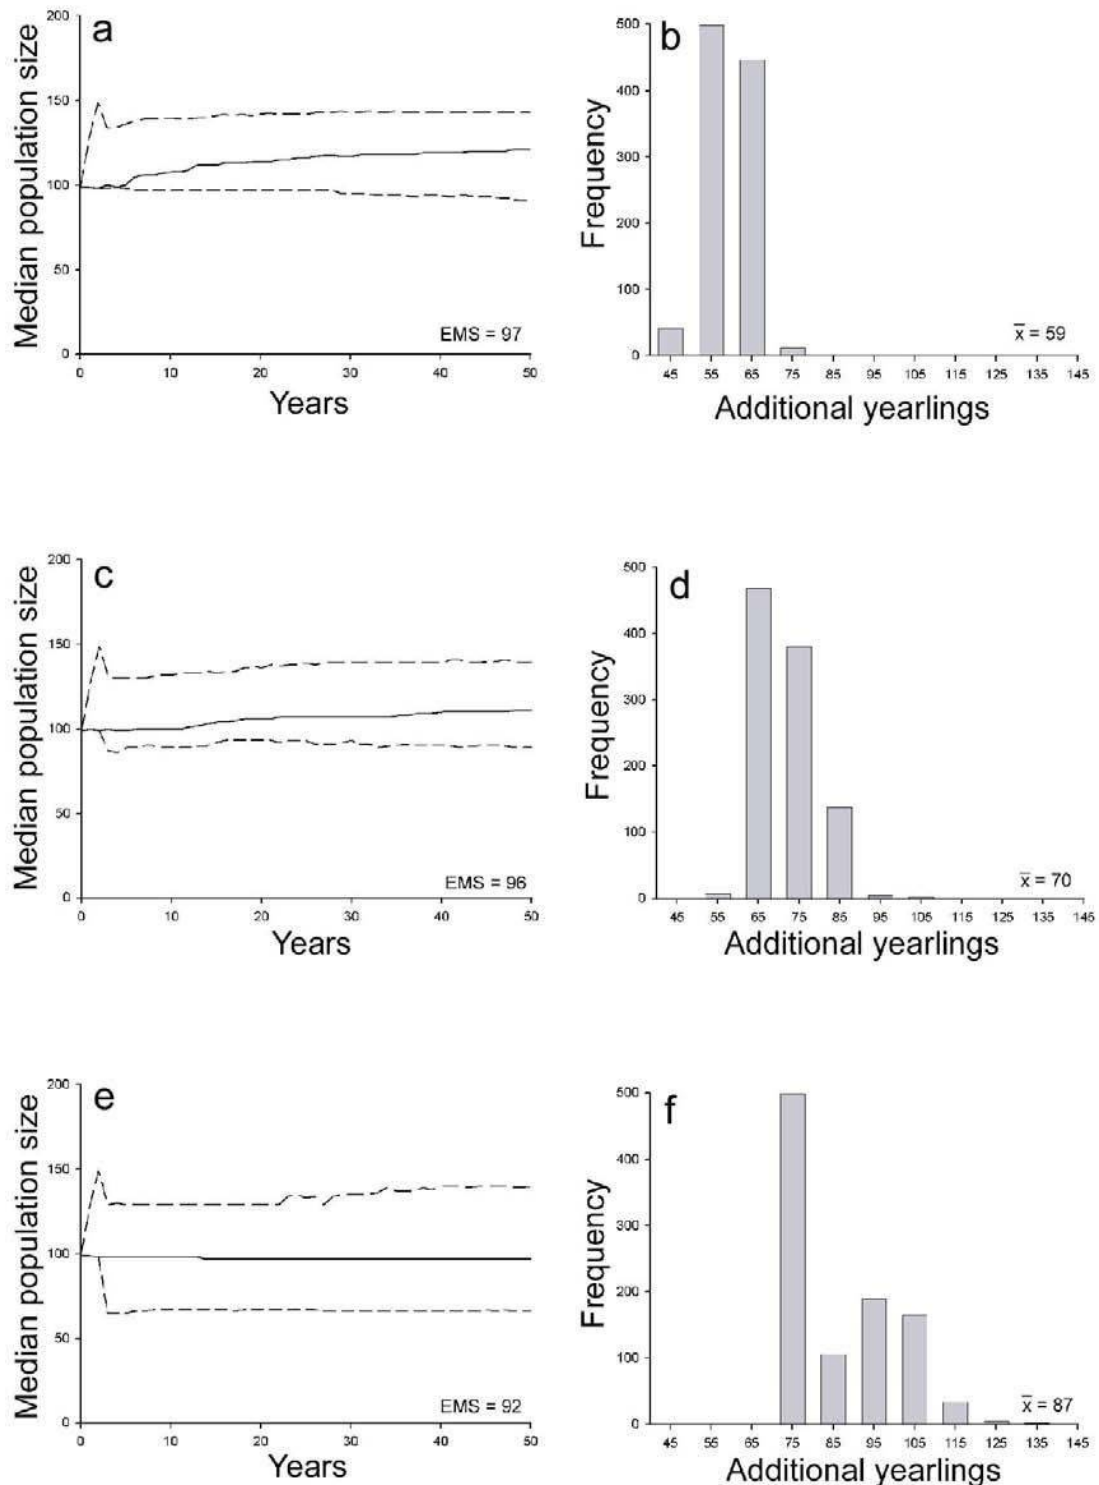 a
Median population size
200
150
100
50
0
EMS = 97
0 10 20 30 40 50
Years
b
Frequency
500
400
300
200
100
0
x̅ = 59
45 55 65 75 85 95 105 115 125 135 145
Additional yearlings
c
Median population size
200
150
100
50
0
EMS = 96
0 10 20 30 40 50
Years
d
Frequency
500
400
300
200
100
0
x̅ = 70
45 55 65 75 85 95 105 115 125 135 145
Additional yearlings
e
Median population size
200
150
100
50
0
EMS = 92
0 10 20 30 40 50
Years
f
Frequency
500
400
300
200
100
0
x̅ = 87
45 55 65 75 85 95 105 115 125 135 145
Additional yearlings